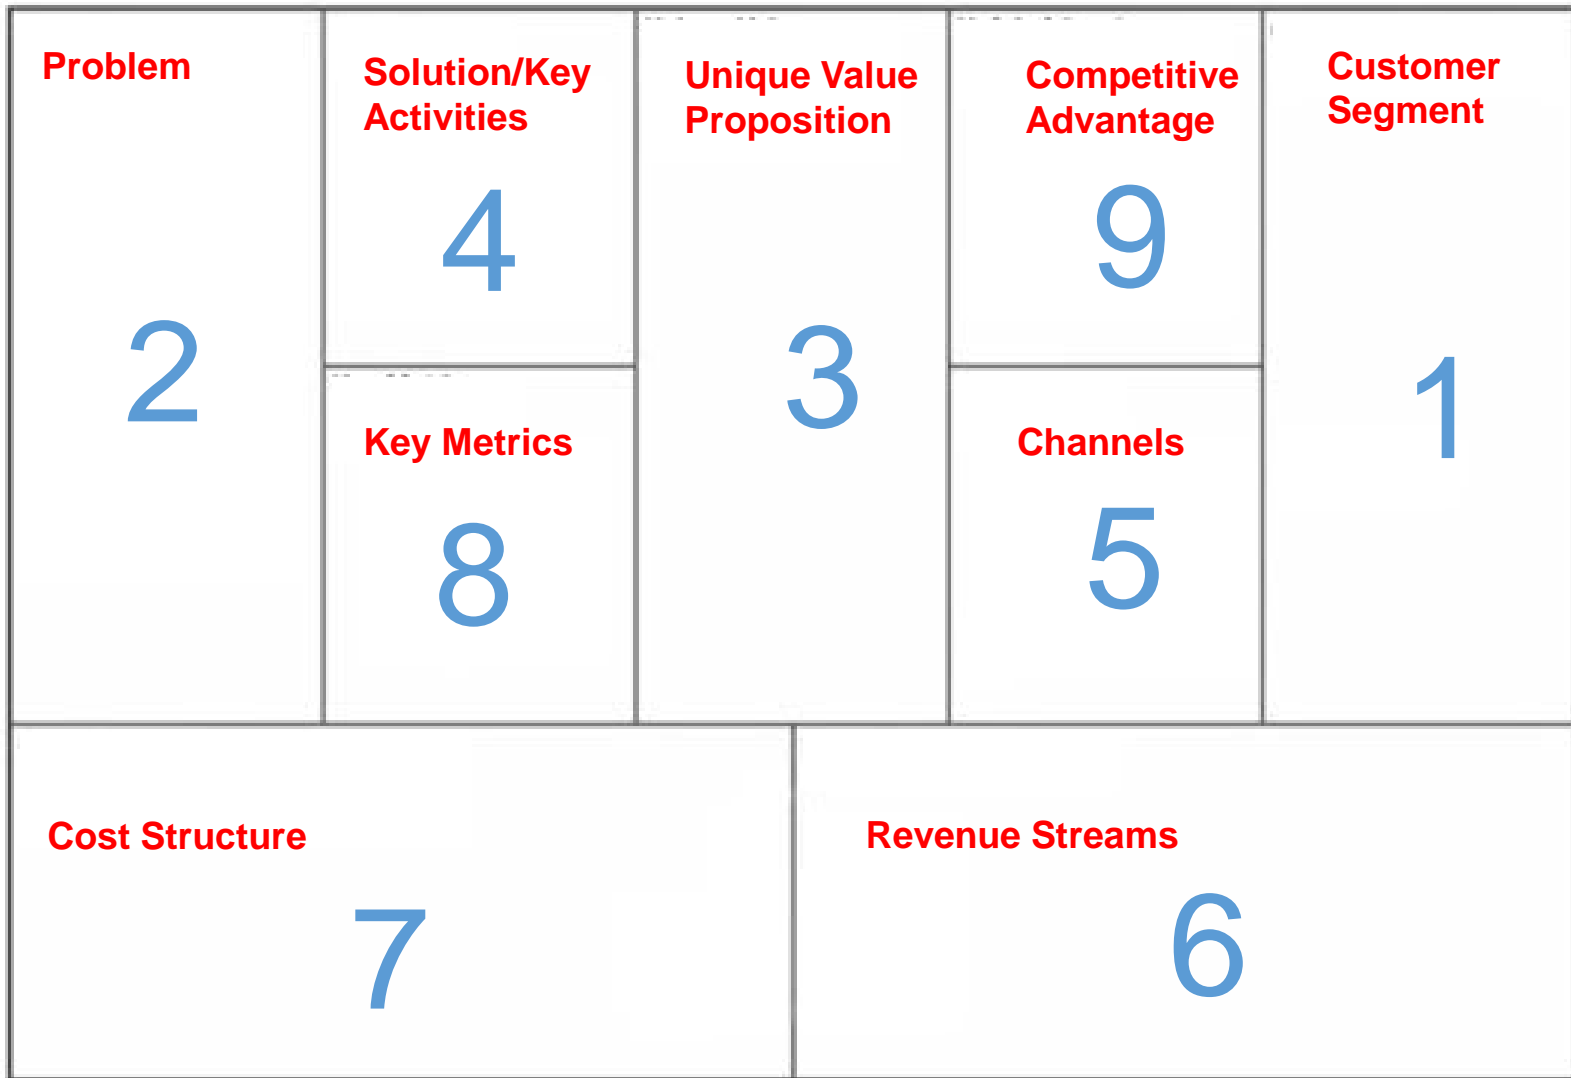 Problem
2
Solution/Key
Activities
4
Key Metrics
8
Unique Value
Proposition
3
Competitive
Advantage
9
Channels
5
Customer
Segment
1
Cost Structure
7
Revenue Streams
6